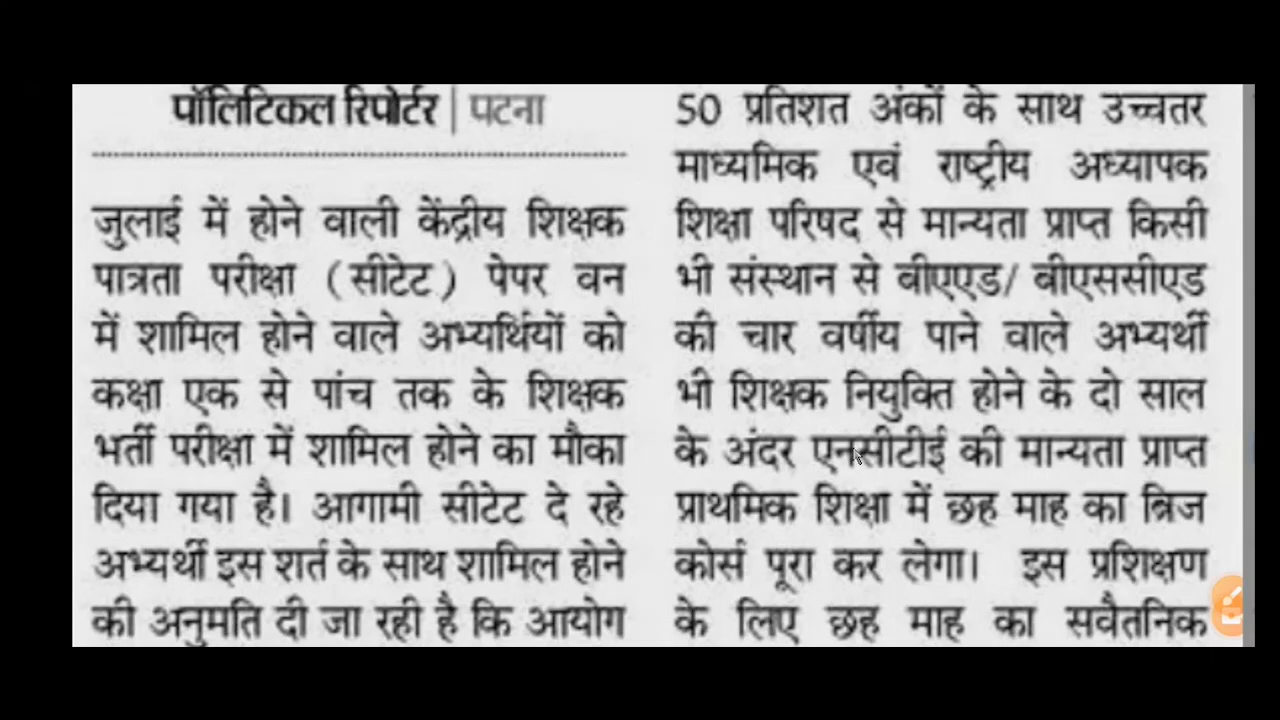 पॉलिटिकल रिपोर्टर | पटना
जुलाई में होने वाली केंद्रीय शिक्षक
पात्रता परीक्षा (सीटेट) पेपर वन
में शामिल होने वाले अभ्यर्थियों को
कक्षा एक से पांच तक के शिक्षक
भर्ती परीक्षा में शामिल होने का मौका
दिया गया है। आगामी सीटेट दे रहे
अभ्यर्थी इस शर्त के साथ शामिल होने
की अनुमति दी जा रही है कि आयोग
50 प्रतिशत अंकों के साथ उच्चतर
माध्यमिक एवं राष्ट्रीय अध्यापक
शिक्षा परिषद से मान्यता प्राप्त किसी
भी संस्थान से बीएएड/ बीएससीएड
की चार वर्षीय पाने वाले अभ्यर्थी
भी शिक्षक नियुक्ति होने के दो साल
के अंदर एनसीटीई की मान्यता प्राप्त
प्राथमिक शिक्षा में छह माह का ब्रिज
कोर्स पूरा कर लेगा। इस प्रशिक्षण
के लिए छह माह का सवैतनिक